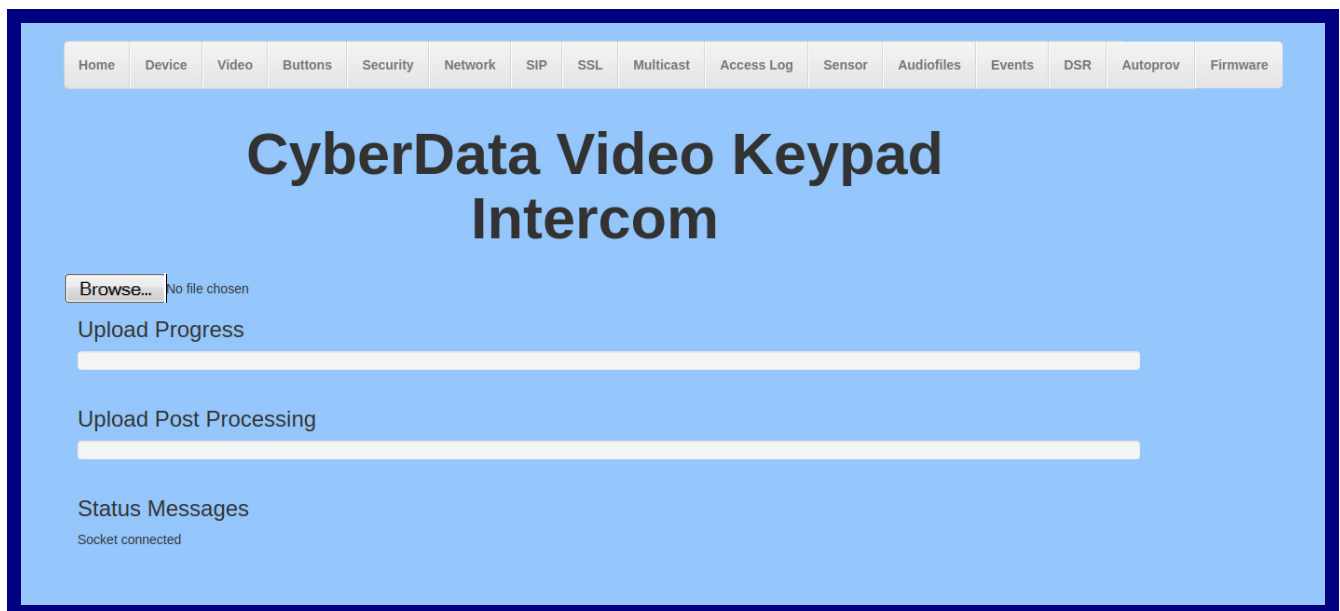 Home Device Video Buttons Security Network SIP SSL Multicast Access Log Sensor Audiofiles Events DSR Autoprov Firmware
CyberData Video Keypad
Intercom
Browse... No file chosen
Upload Progress
Upload Post Processing
Status Messages
Socket connected